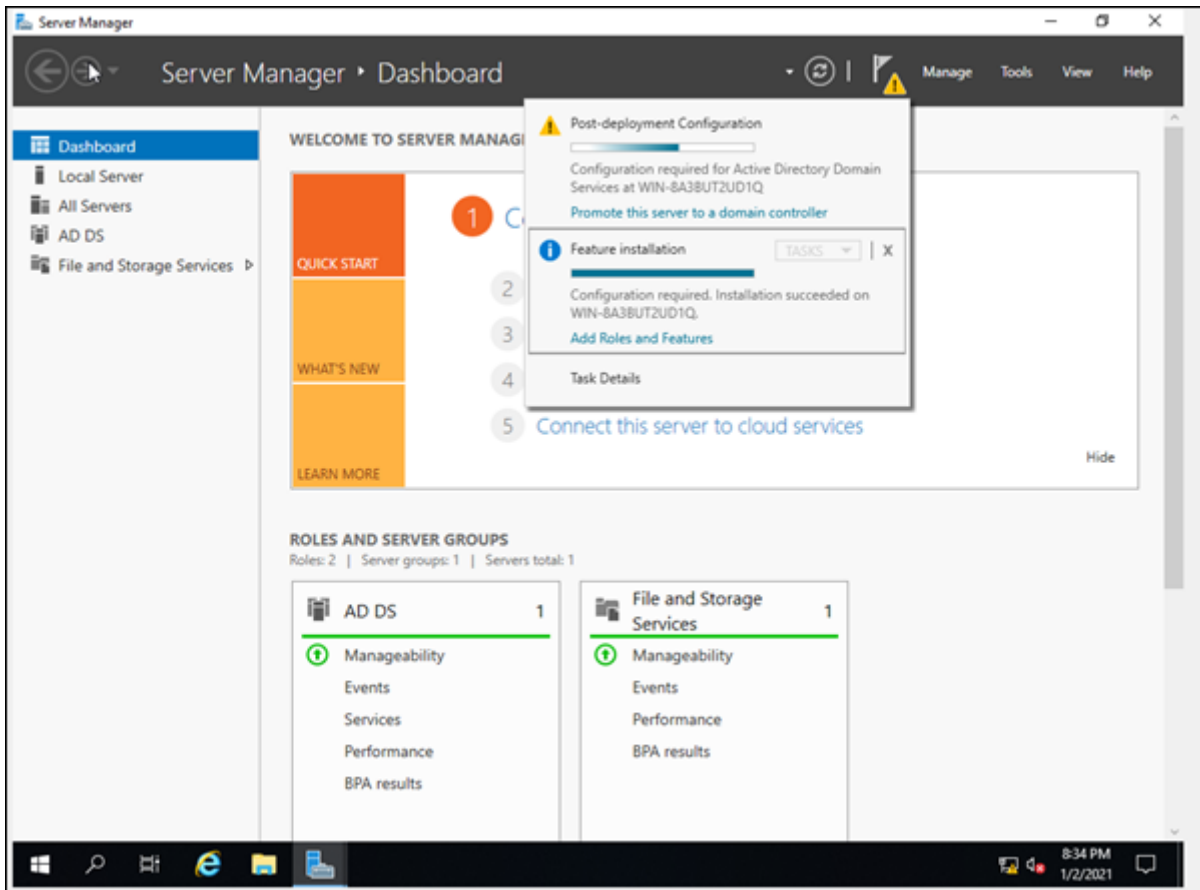 Server Manager
Server Manager • Dashboard
Manage Tools View Help
Dashboard
Local Server
All Servers
AD DS
File and Storage Services
WELCOME TO SERVER MANAG
QUICK START
WHAT'S NEW
LEARN MORE
1
2
3
4
5 Connect this server to cloud services
Hide
Post-deployment Configuration
Configuration required for Active Directory Domain
Services at WIN-8A3BUT2UD1Q
Promote this server to a domain controller
Feature installation
TASKS
X
Configuration required. Installation succeeded on
WIN-8A3BUT2UD1Q.
Add Roles and Features
Task Details
ROLES AND SERVER GROUPS
Roles: 2 | Server groups: 1 | Servers total: 1
AD DS 1
Manageability
Events
Services
Performance
BPA results
File and Storage
Services 1
Manageability
Events
Performance
BPA results
8:34 PM
1/2/2021